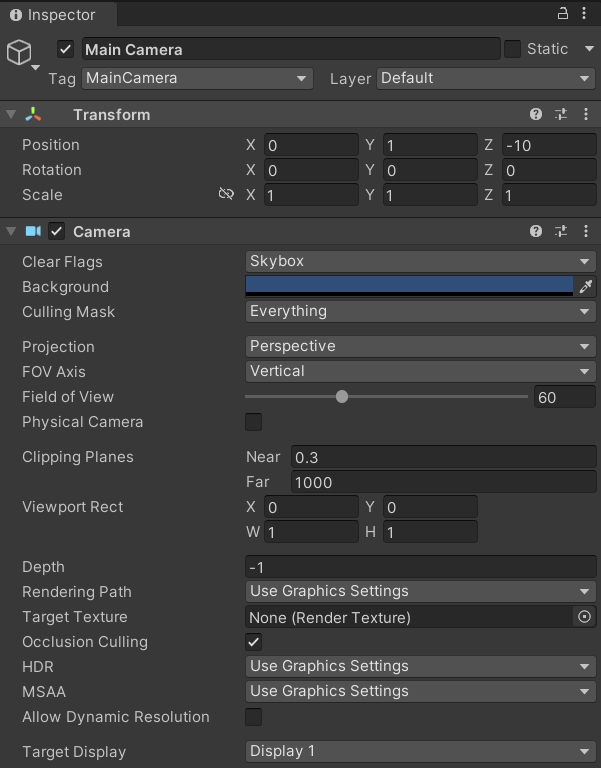 Inspector
Main Camera Static
Tag MainCamera Layer Default
Transform
Position X 0 Y 1 Z -10
Rotation X 0 Y 0 Z 0
Scale X 1 Y 1 Z 1
Camera
Clear Flags Skybox
Background
Culling Mask Everything
Projection Perspective
FOV Axis Vertical
Field of View 60
Physical Camera
Clipping Planes Near 0.3
Far 1000
Viewport Rect X 0 Y 0
W 1 H 1
Depth -1
Rendering Path Use Graphics Settings
Target Texture None (Render Texture)
Occlusion Culling
HDR Use Graphics Settings
MSAA Use Graphics Settings
Allow Dynamic Resolution
Target Display Display 1